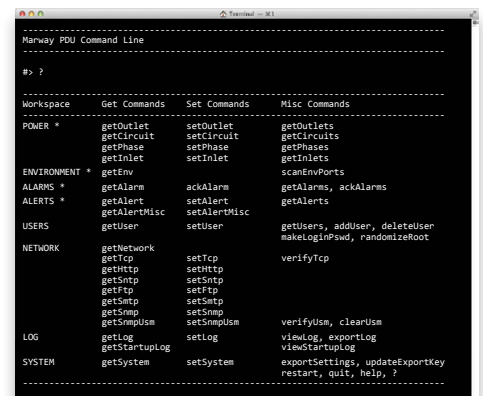 Terminal — ⌘1
--------------------------------------------------------------------------------
Marway PDU Command Line
--------------------------------------------------------------------------------
#> ?
--------------------------------------------------------------------------------
Workspace Get Commands Set Commands Misc Commands
--------------------------------------------------------------------------------
POWER * getOutlet setOutlet getOutlets
getCircuit setCircuit getCircuits
getPhase setPhase getPhases
getInlet setInlet getInlets
ENVIRONMENT * getEnv scanEnvPorts
ALARMS * getAlarm ackAlarm getAlarms, ackAlarms
ALERTS * getAlert setAlert getAlerts
getAlertMisc setAlertMisc
USERS getUser setUser getUsers, addUser, deleteUser
makeLoginPswd, randomizeRoot
NETWORK getNetwork
getTcp setTcp verifyTcp
getHttp setHttp
getSntp setSntp
getFtp setFtp
getSmtp setSmtp
getSnmp setSnmp
getSnmpUsm setSnmpUsm verifyUsm, clearUsm
LOG getLog setLog viewLog, exportLog
getStartupLog viewStartupLog
SYSTEM getSystem setSystem exportSettings, updateExportKey
restart, quit, help, ?
--------------------------------------------------------------------------------